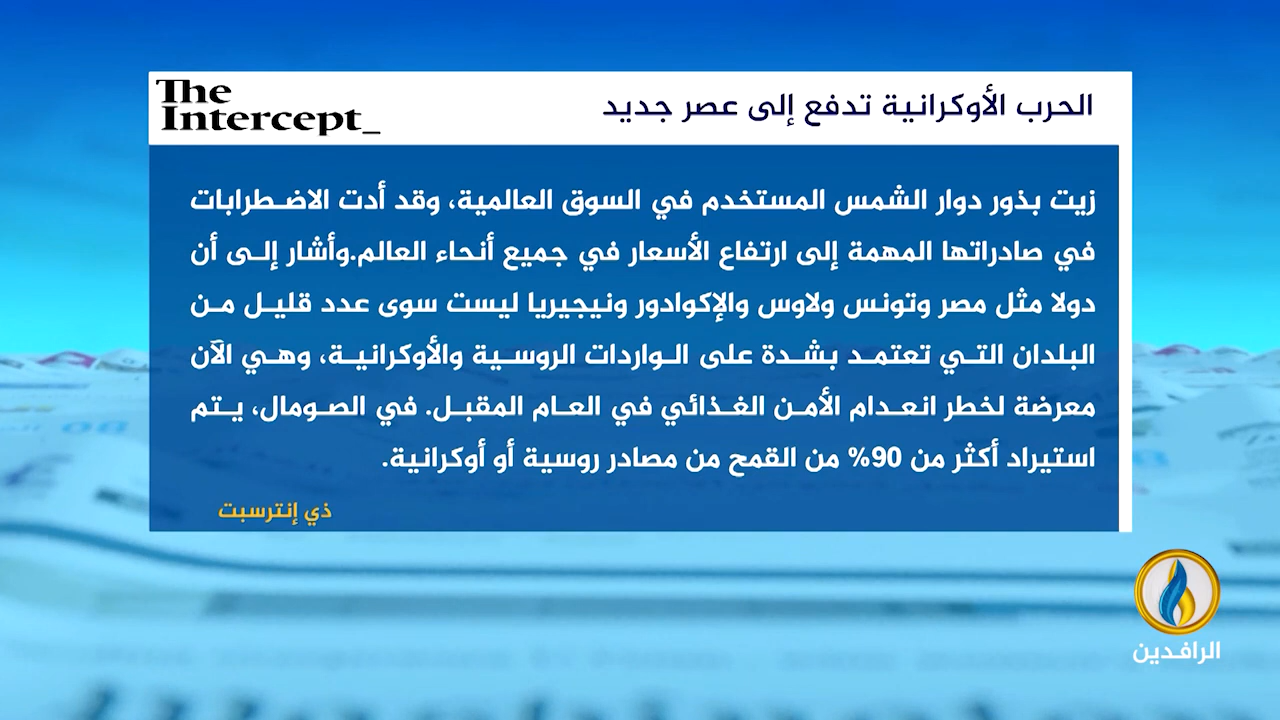 The
Intercept_
الحرب الأوكرانية تدفع إلى عصر جديد
زيت بذور دوار الشمس المستخدم في السوق العالمية، وقد أدت الاضطرابات
في صادراتها المهمة إلى ارتفاع الأسعار في جميع أنحاء العالم.وأشار إلى أن
دولا مثل مصر وتونس ولاوس والإكوادور ونيجيريا ليست سوى عدد قليل من
البلدان التي تعتمد بشدة على الواردات الروسية والأوكرانية، وهي الآن
معرضة لخطر انعدام الأمن الغذائي في العام المقبل. في الصومال، يتم
استيراد أكثر من 90% من القمح من مصادر روسية أو أوكرانية.
ذي إنترسبت
الرافدين